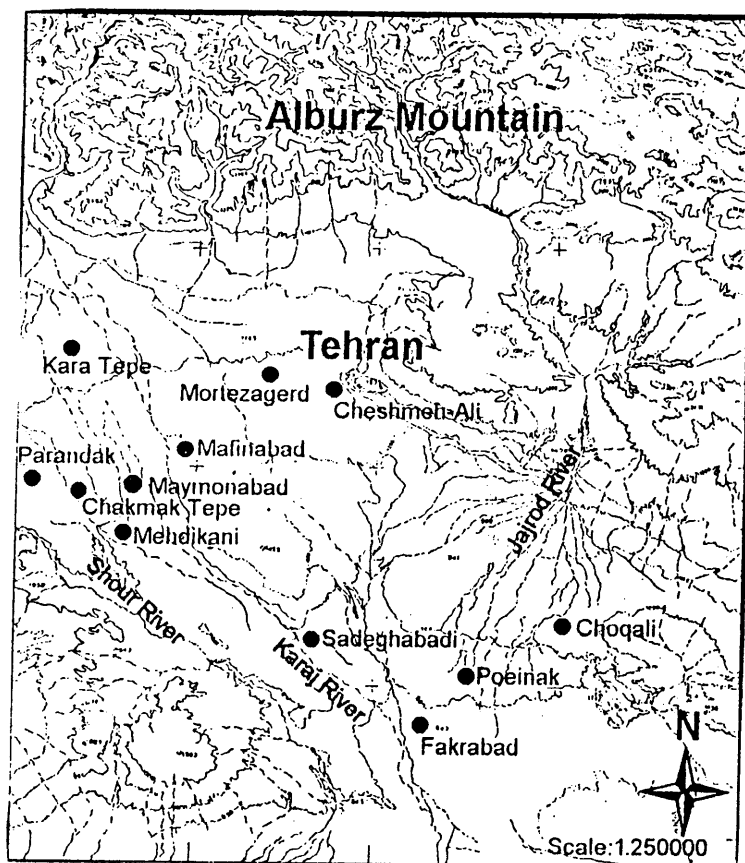 Alburz Mountain
Tehran
Kara Tepe
Mortezagerd
Cheshmeh-Ali
Mafinabad
Parandak
Maymonabad
Chakmak Tepe
Mehdikani
Jajrod River
Shour River
Karaj River
Sadeghabadi
Choqali
Poeinak
Fakrabad
N
Scale:1.250000